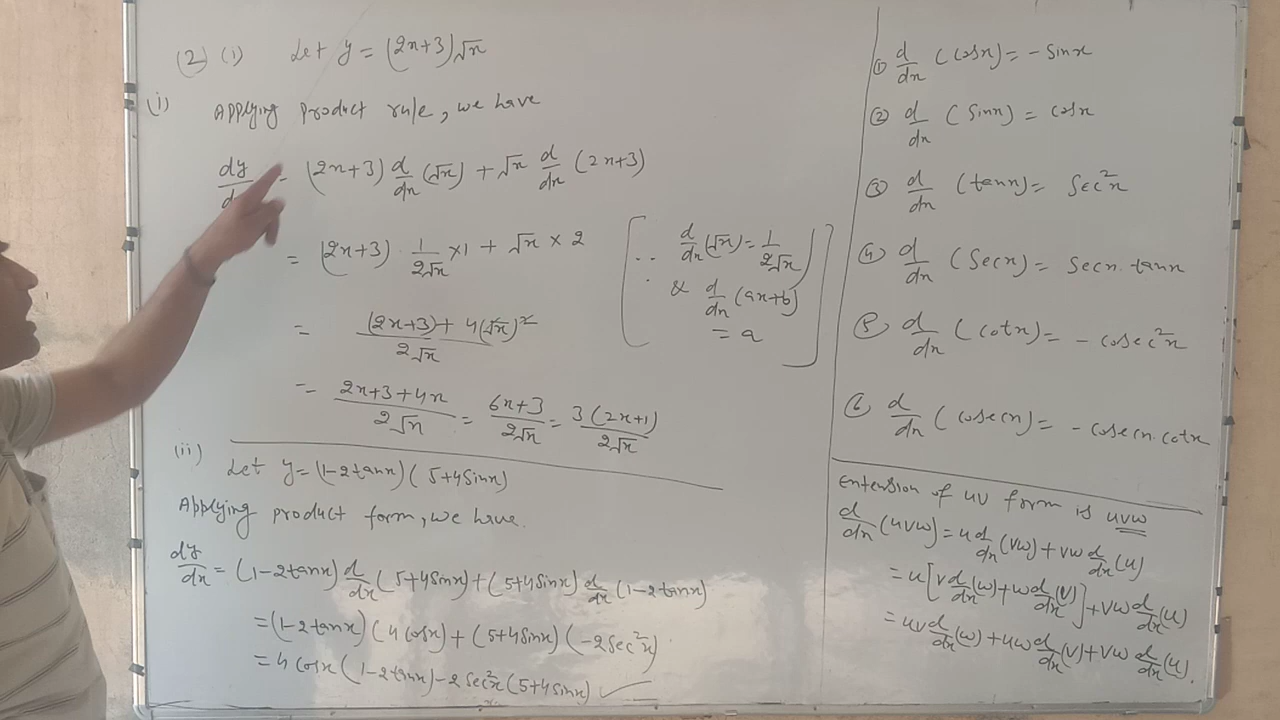 (2) (i) Let y = (2x+3)√x
(i) Applying product rule, we have
dy/d = (2x+3) d/dx (√x) + √x d/dx (2x+3)
= (2x+3) · 1/2√x ×1 + √x × 2
[∵ d/dx (√x) = 1/2√x
& d/dx (ax+b)
= a]
= (2x+3) + 4(√x)² / 2√x
= 2x+3+4x / 2√x = 6x+3 / 2√x = 3(2x+1) / 2√x
(ii) Let y = (1-2tanx)(5+4sinx)
Applying product form, we have.
dy/dx = (1-2tanx) d/dx (5+4sinx) + (5+4sinx) d/dx (1-2tanx)
= (1-2tanx)(4cosx) + (5+4sinx)(-2sec²x)
= 4cosx (1-2tanx) - 2sec²x (5+4sinx) ✓
① d/dx (cosx) = - sinx
② d/dx (sinx) = cosx
③ d/dx (tanx) = sec²x
④ d/dx (secx) = secx. tanx
⑤ d/dx (cotx) = - cosec²x
⑥ d/dx (cosecx) = - cosecx. cotx
Extension of uv form is uvw
d/dx (uvw) = u d/dx (vw) + vw d/dx (u)
= u [v d/dx (w) + w d/dx (v)] + vw d/dx (u)
= uv d/dx (w) + uw d/dx (v) + vw d/dx (u).